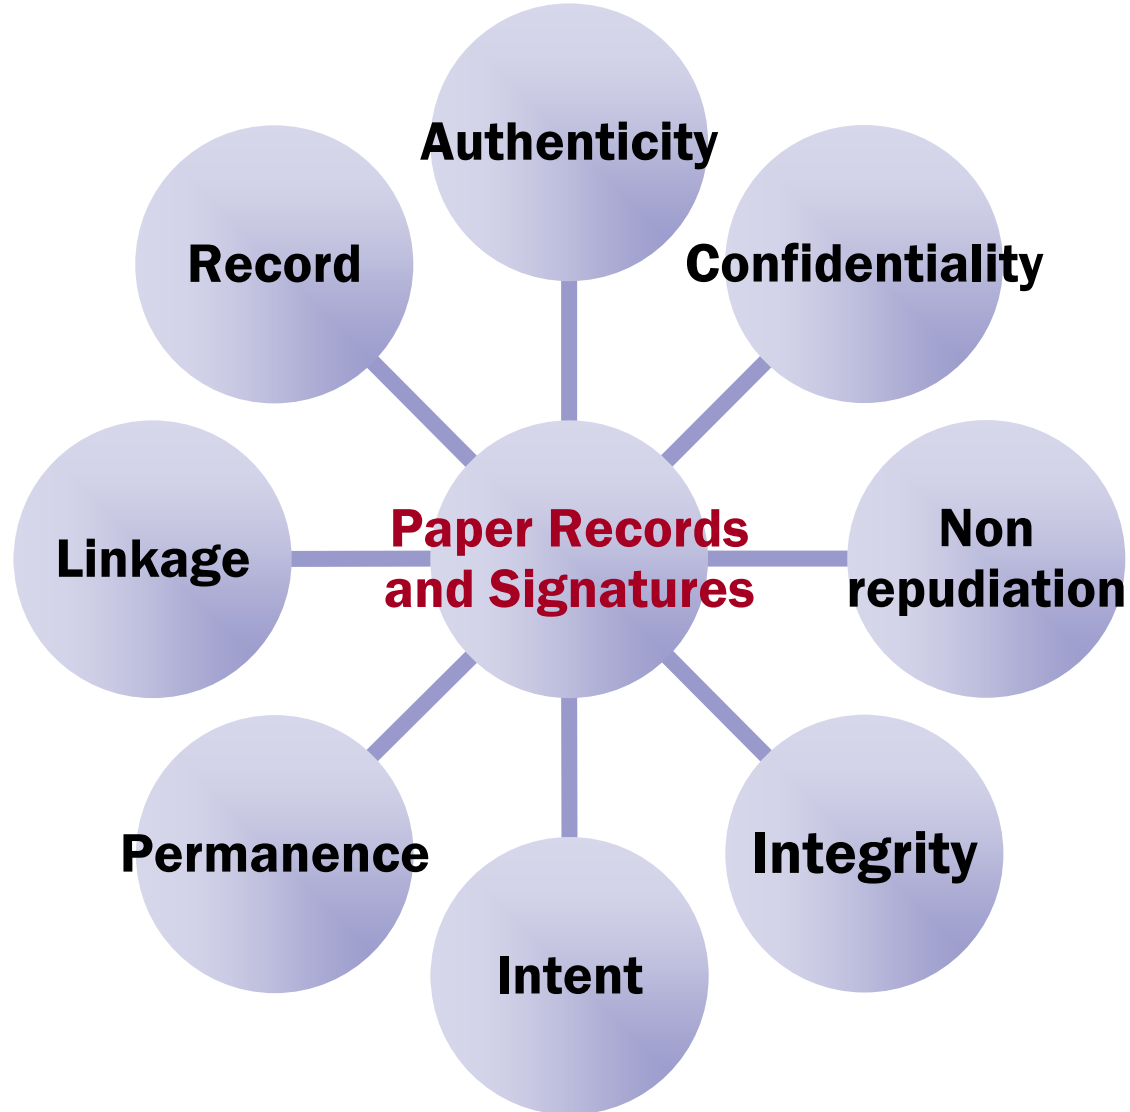 Authenticity
Record
Confidentiality
Paper Records
and Signatures
Linkage
Non
repudiation
Permanence
Integrity
Intent